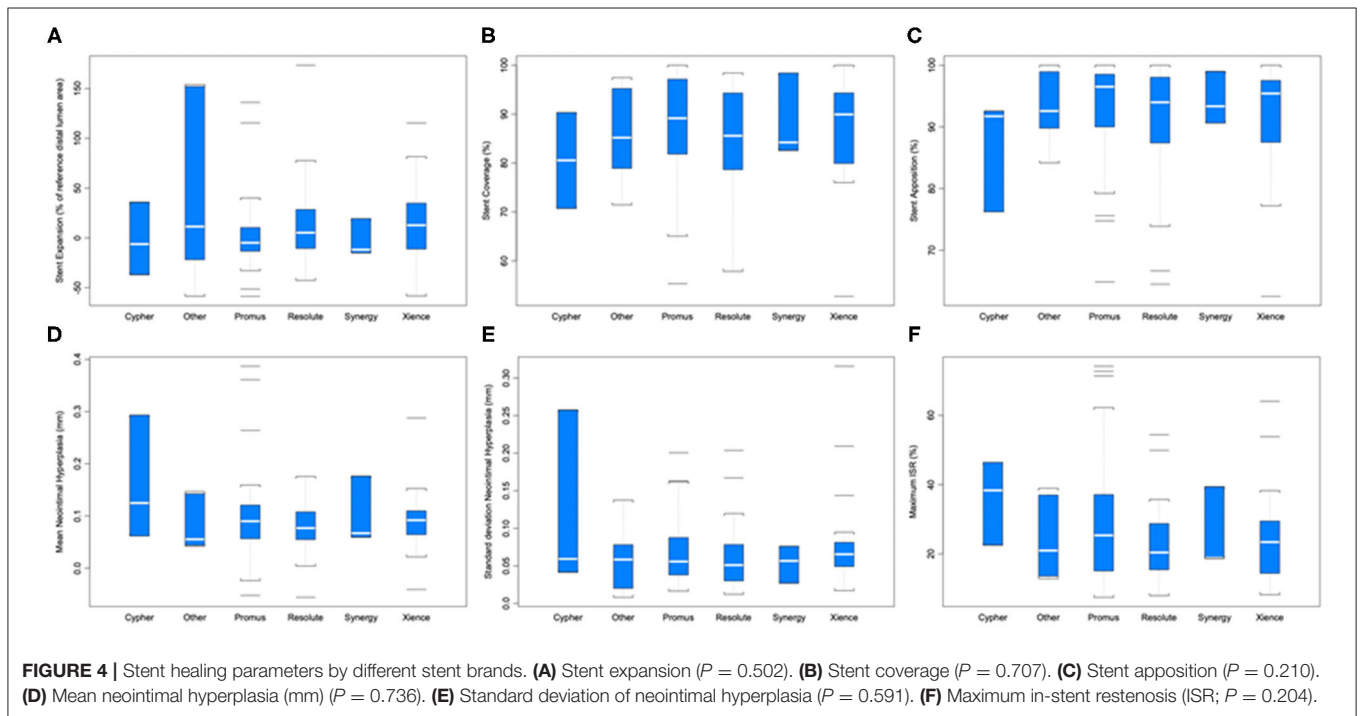 A
Stent Expansion (% of reference distal lumen area)
150
100
50
0
-50
Cypher Other Promus Resolute Synergy Xience
B
Stent Coverage (%)
100
90
80
70
60
Cypher Other Promus Resolute Synergy Xience
C
Stent Apposition (%)
100
90
80
70
Cypher Other Promus Resolute Synergy Xience
D
Mean Neointimal Hyperplasia (mm)
0.4
0.3
0.2
0.1
0.0
Cypher Other Promus Resolute Synergy Xience
E
Standard deviation Neointimal Hyperplasia (mm)
0.30
0.25
0.20
0.15
0.10
0.05
0.0
Cypher Other Promus Resolute Synergy Xience
F
Maximum ISR (%)
60
40
20
Cypher Other Promus Resolute Synergy Xience
FIGURE 4 | Stent healing parameters by different stent brands. (A) Stent expansion (P = 0.502). (B) Stent coverage (P = 0.707). (C) Stent apposition (P = 0.210).
(D) Mean neointimal hyperplasia (mm) (P = 0.736). (E) Standard deviation of neointimal hyperplasia (P = 0.591). (F) Maximum in-stent restenosis (ISR; P = 0.204).